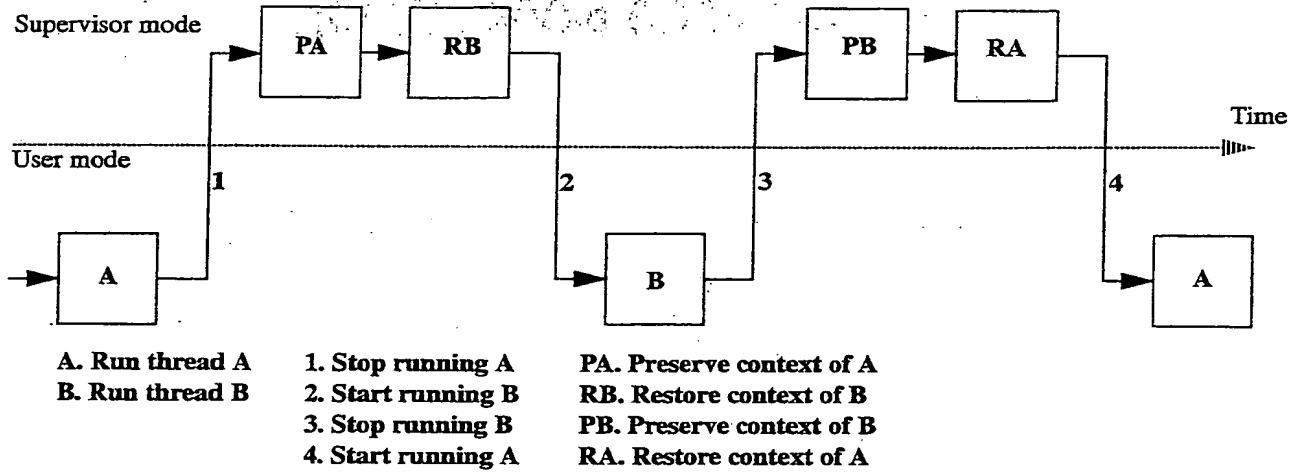 Supervisor mode
PA
RB
PB
RA
Time
User mode
1
2
3
4
A
B
A
A. Run thread A
1. Stop running A
PA. Preserve context of A
B. Run thread B
2. Start running B
RB. Restore context of B
3. Stop running B
PB. Preserve context of B
4. Start running A
RA. Restore context of A